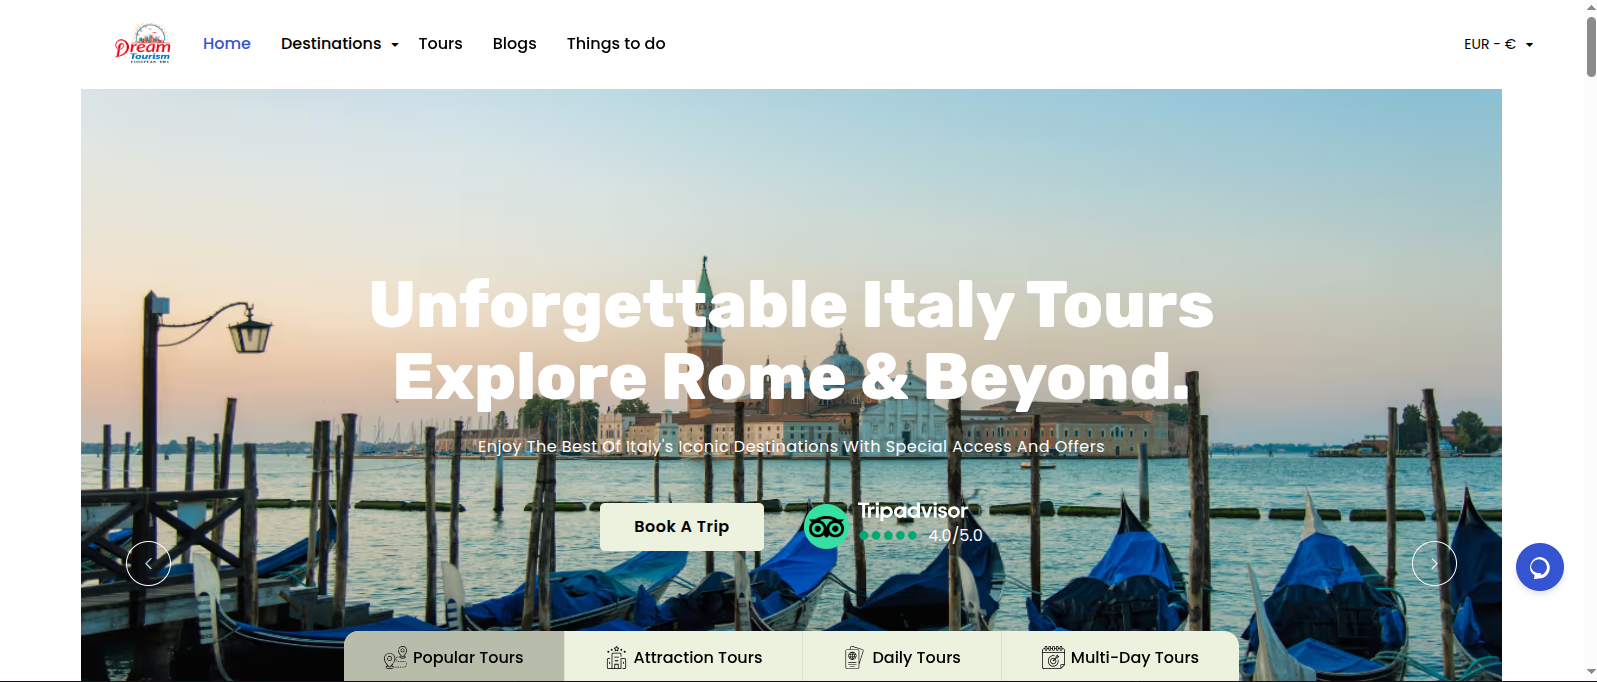 Dream
Tourism
Home
Destinations
Tours
Blogs
Things to do
EUR - €
Unforgettable Italy Tours
Explore Rome & Beyond.
Enjoy The Best Of Italy's Iconic Destinations With Special Access And Offers
Book A Trip
Tripadvisor
4.0/5.0
Popular Tours
Attraction Tours
Daily Tours
Multi-Day Tours